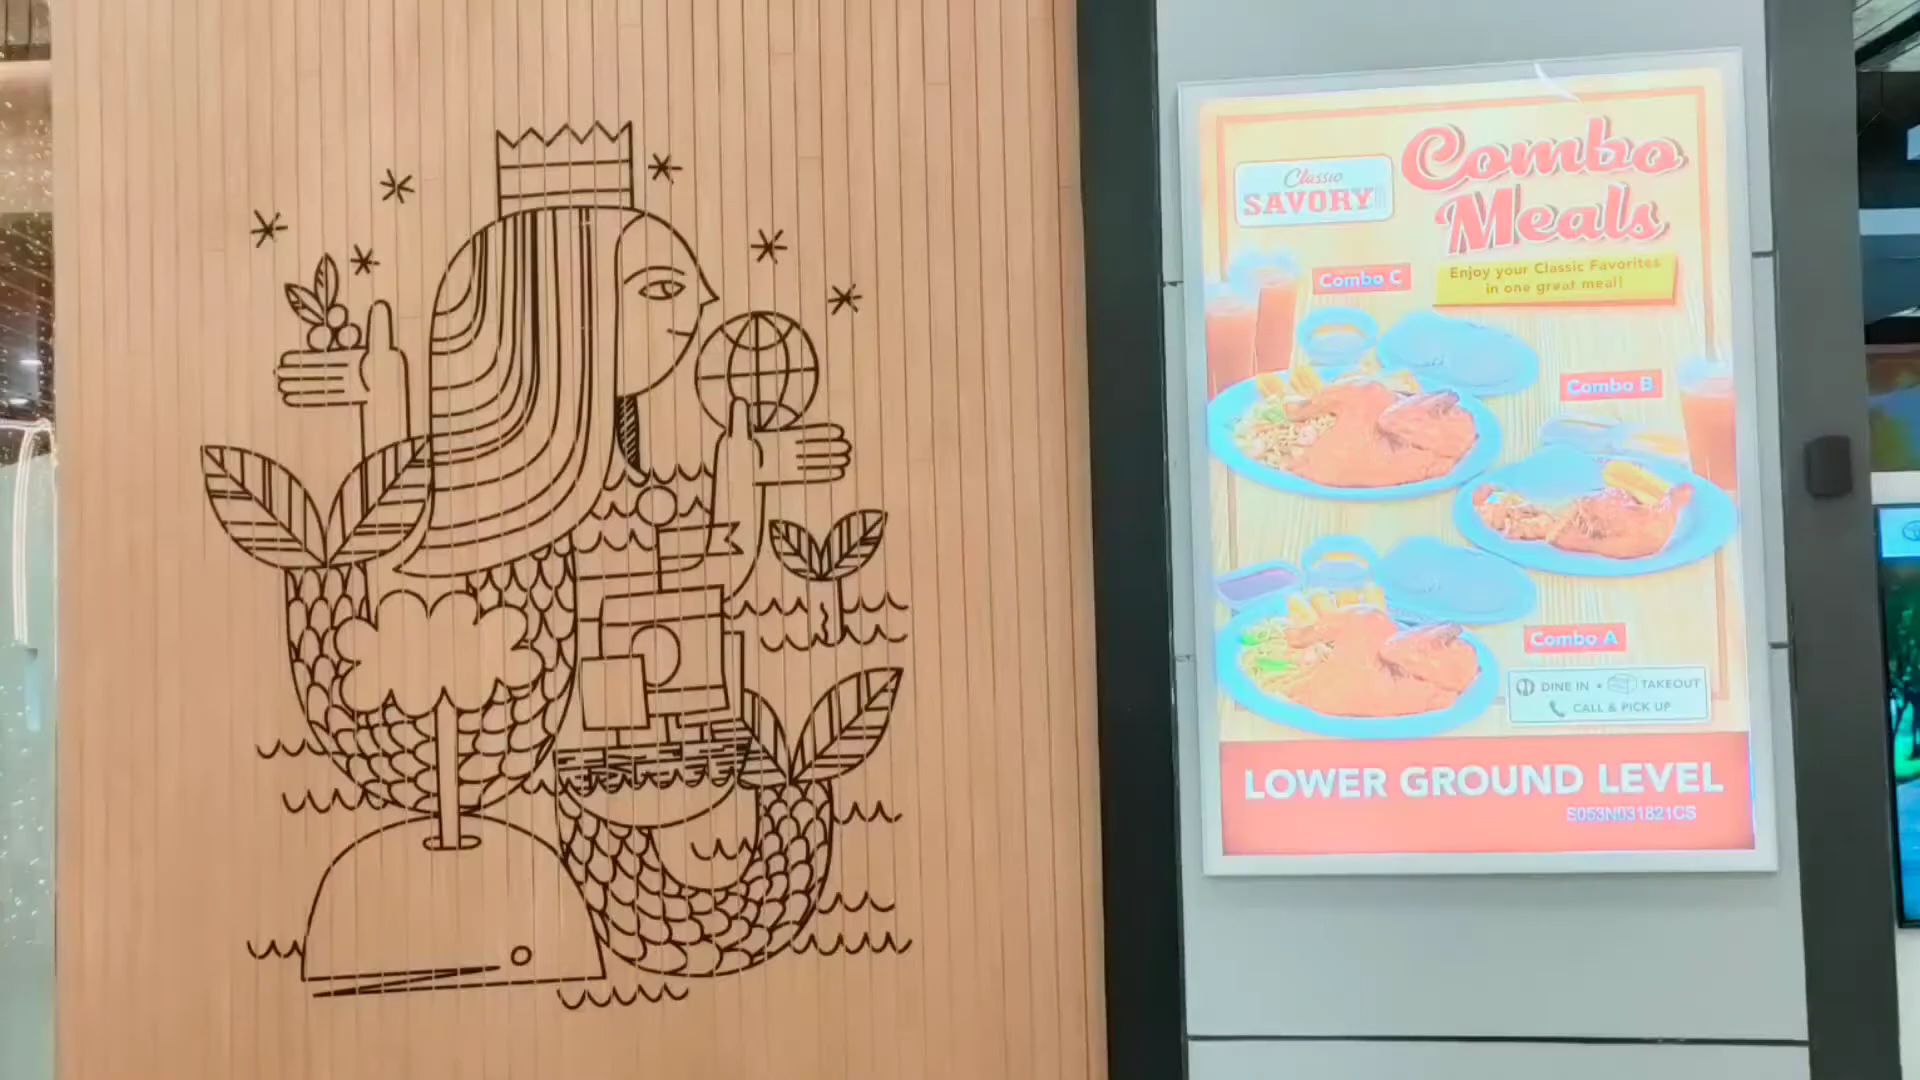 Classic
SAVORY
Combo
Meals
Enjoy your Classic Favorites
in one great meal!
Combo C
Combo B
Combo A
DINE IN • TAKEOUT
CALL & PICK UP
LOWER GROUND LEVEL
S053N031821CS